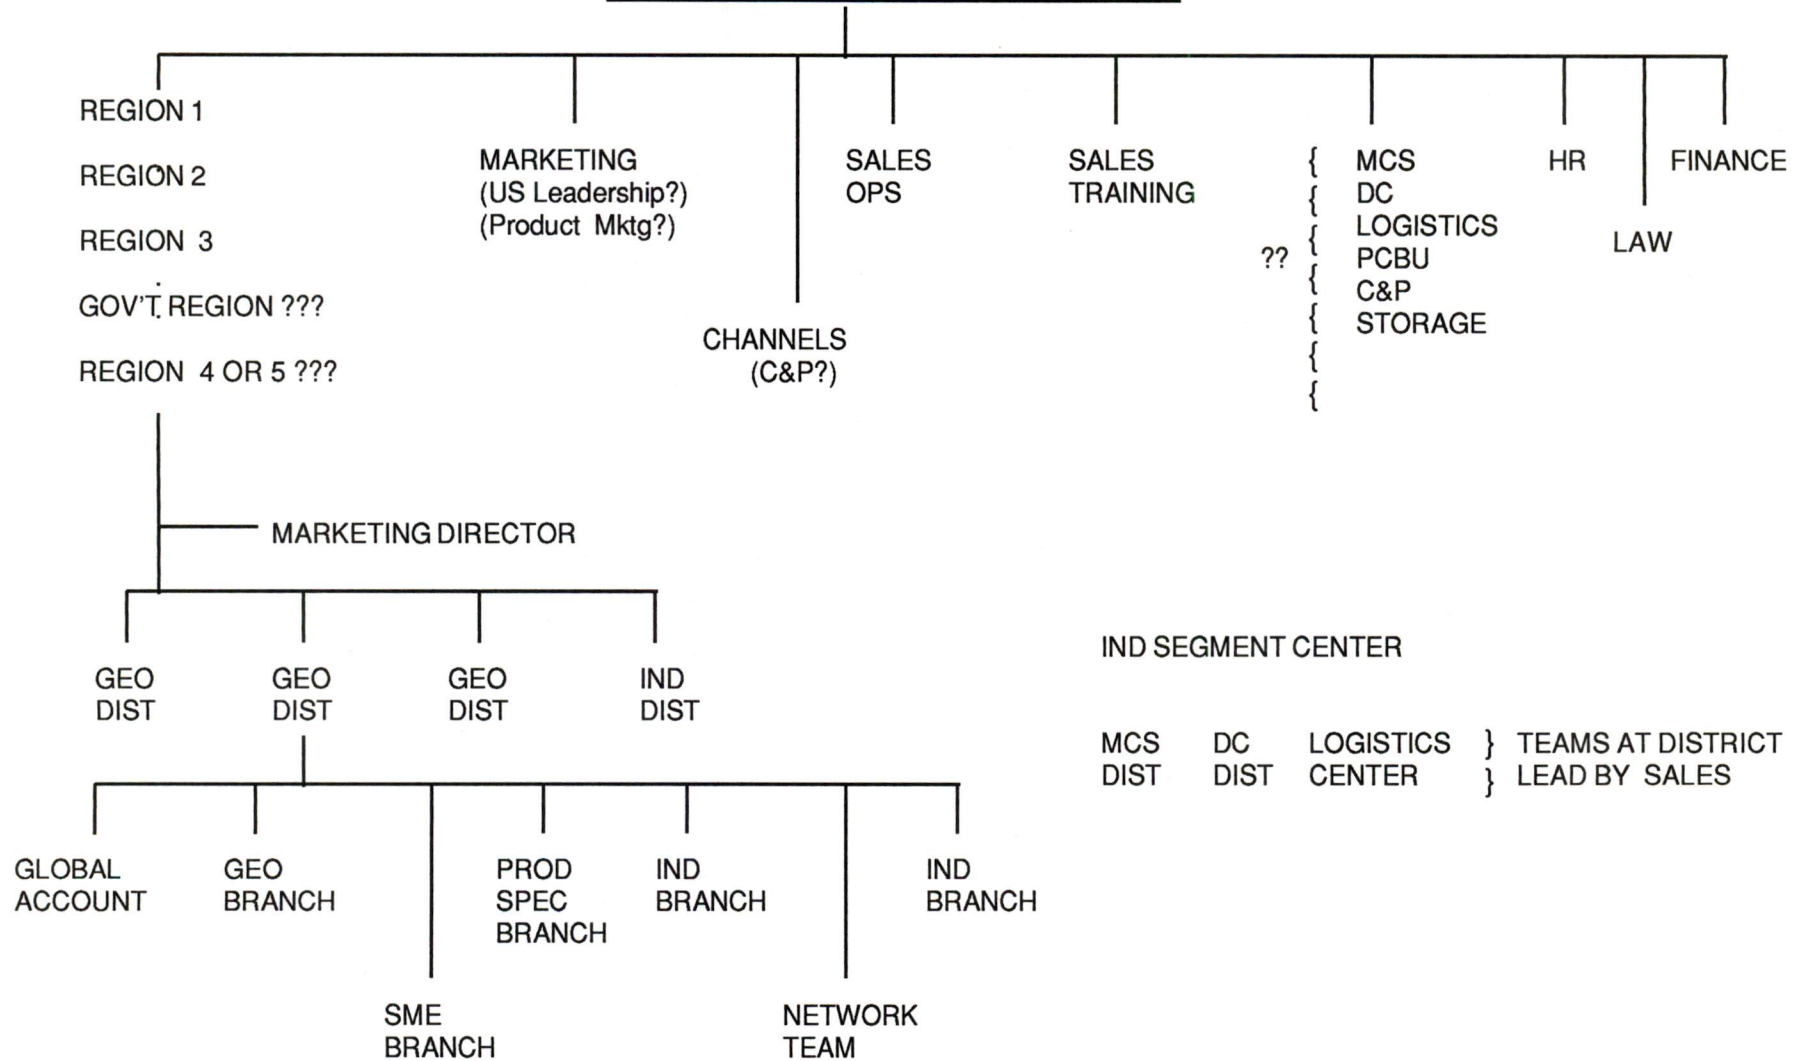 REGION 1
REGION 2
REGION 3
GOV'T REGION ???
REGION 4 OR 5 ???
MARKETING
(US Leadership?)
(Product Mktg?)
CHANNELS
(C&P?)
SALES
OPS
SALES
TRAINING
??
{ MCS
{ DC
{ LOGISTICS
{ PCBU
{ C&P
{ STORAGE
{
HR
LAW
FINANCE
MARKETING DIRECTOR
GEO
DIST
GEO
DIST
GEO
DIST
IND
DIST
GLOBAL
ACCOUNT
GEO
BRANCH
SME
BRANCH
PROD
SPEC
BRANCH
IND
BRANCH
NETWORK
TEAM
IND
BRANCH
IND SEGMENT CENTER
MCS DC LOGISTICS } TEAMS AT DISTRICT
DIST DIST CENTER } LEAD BY SALES